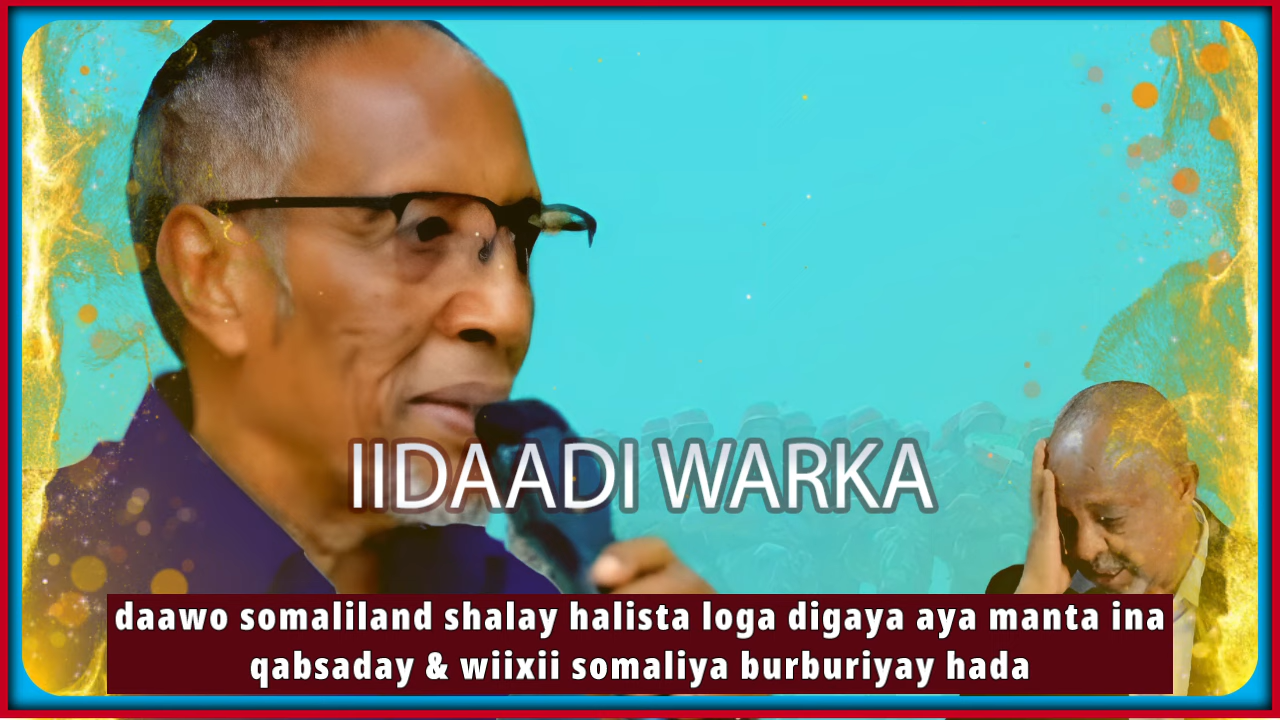 IIDAADI WARKA
daawo somaliland shalay halista loga digaya aya manta ina
qabsaday & wiixii somaliya burburiyay hada